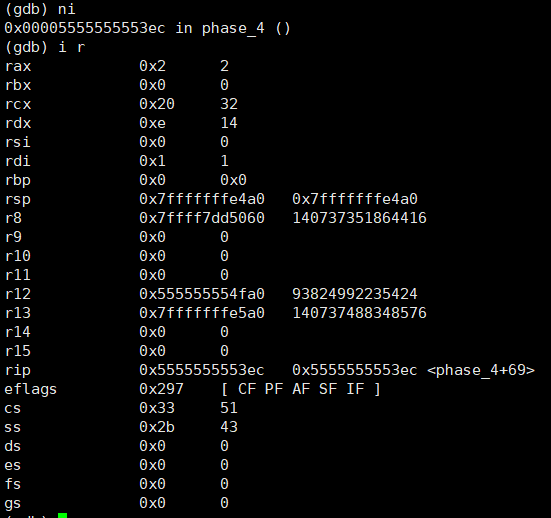 (gdb) ni
0x00005555555553ec in phase_4 ()
(gdb) i r
rax            0x2      2
rbx            0x0      0
rcx            0x20     32
rdx            0xe      14
rsi            0x0      0
rdi            0x1      1
rbp            0x0      0x0
rsp            0x7fffffffe4a0   0x7fffffffe4a0
r8             0x7ffff7dd5060   140737351864416
r9             0x0      0
r10            0x0      0
r11            0x0      0
r12            0x555555554fa0   93824992235424
r13            0x7fffffffe5a0   140737488348576
r14            0x0      0
r15            0x0      0
rip            0x5555555553ec   0x5555555553ec <phase_4+69>
eflags         0x297    [ CF PF AF SF IF ]
cs             0x33     51
ss             0x2b     43
ds             0x0      0
es             0x0      0
fs             0x0      0
gs             0x0      0